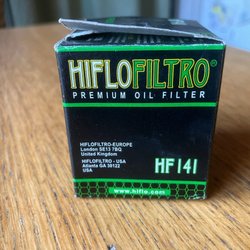 HIFLOFILTRO®
PREMIUM OIL FILTER
HIFLOFILTRO-EUROPE
London SE13 7BQ
United Kingdom
HIFLOFILTRO - USA
Atlanta GA 30122
USA
HF141
www.hiflo.com